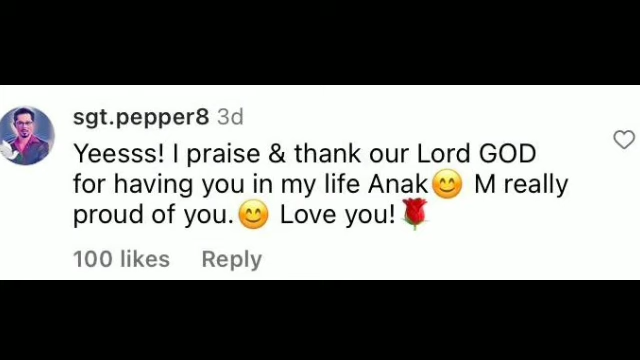 sgt.pepper8 3d
Yeesss! I praise & thank our Lord GOD
for having you in my life Anak😊 M really
proud of you.😊 Love you!🌹
100 likes Reply